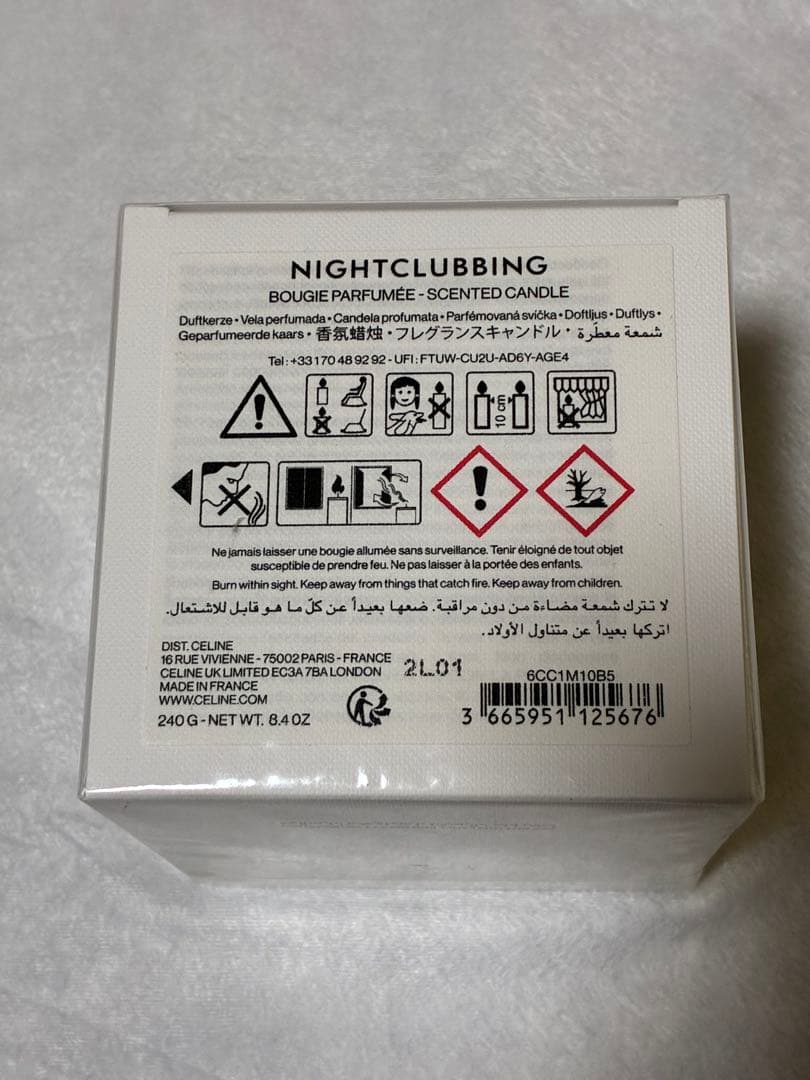 NIGHTCLUBBING
BOUGIE PARFUMÉE - SCENTED CANDLE
Duftkerze • Vela perfumada • Candela profumata • Parfémovaná svíčka • Doftljus • Duftlys •
Geparfumeerde kaars • 香氛蜡烛 • フレグランスキャンドル • شمعة معطّرة
Tel : +33 1 70 48 92 92 - UFI : FTUW-CU2U-AD6Y-AGE4
10 cm
Ne jamais laisser une bougie allumée sans surveillance. Tenir éloigné de tout objet
susceptible de prendre feu. Ne pas laisser à la portée des enfants.
Burn within sight. Keep away from things that catch fire. Keep away from children.
لا تترك شمعة مضاءة من دون مراقبة. ضعها بعيداً عن كلّ ما هو قابل للاشتعال.
اتركها بعيداً عن متناول الأولاد.
DIST. CELINE
16 RUE VIVIENNE - 75002 PARIS - FRANCE
CELINE UK LIMITED EC3A 7BA LONDON
MADE IN FRANCE
WWW.CELINE.COM
240 G - NET WT. 8.4 OZ
2L01
6CC1M10B5
3 665951 125676